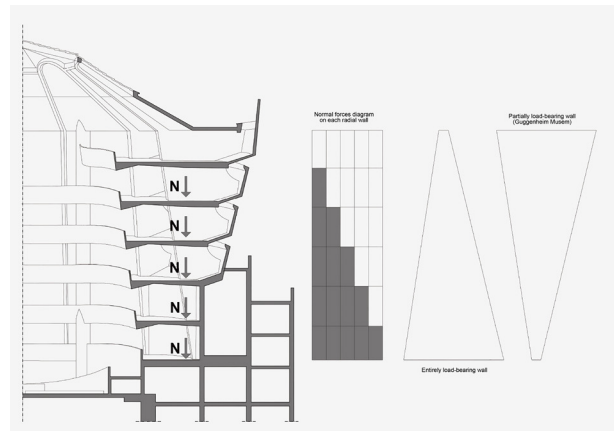 Normal forces diagram
on each radial wall
Partially load-bearing wall
(Guggenheim Musem)
N
N
N
N
N
Entirely load-bearing wall